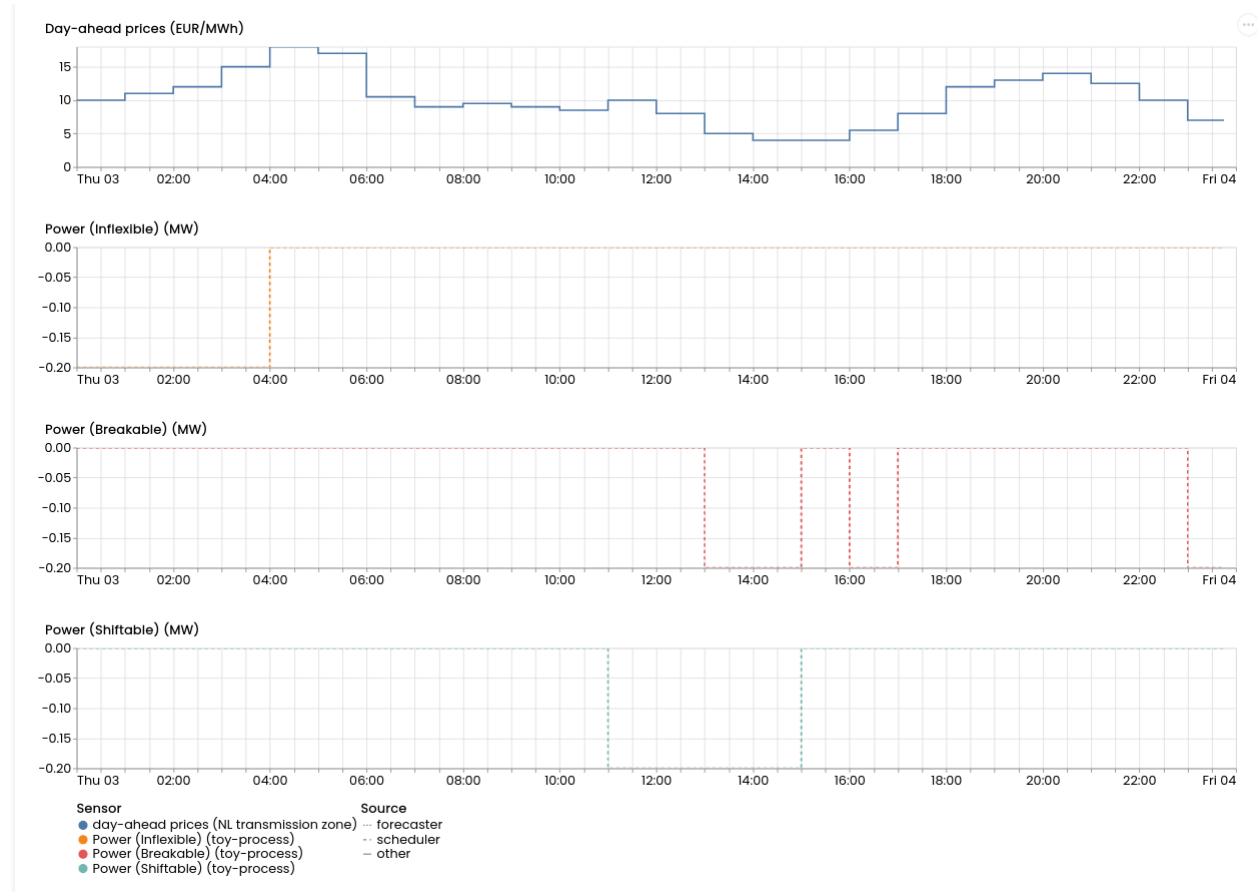 Day-ahead prices (EUR/MWh)
15
10
5
0
Thu 03 02:00 04:00 06:00 08:00 10:00 12:00 14:00 16:00 18:00 20:00 22:00 Fri 04
Power (Inflexible) (MW)
0.00
−0.05
−0.10
−0.15
−0.20
Thu 03 02:00 04:00 06:00 08:00 10:00 12:00 14:00 16:00 18:00 20:00 22:00 Fri 04
Power (Breakable) (MW)
0.00
−0.05
−0.10
−0.15
−0.20
Thu 03 02:00 04:00 06:00 08:00 10:00 12:00 14:00 16:00 18:00 20:00 22:00 Fri 04
Power (Shiftable) (MW)
0.00
−0.05
−0.10
−0.15
−0.20
Thu 03 02:00 04:00 06:00 08:00 10:00 12:00 14:00 16:00 18:00 20:00 22:00 Fri 04
Sensor Source
day-ahead prices (NL transmission zone) forecaster
Power (Inflexible) (toy-process) scheduler
Power (Breakable) (toy-process) other
Power (Shiftable) (toy-process)